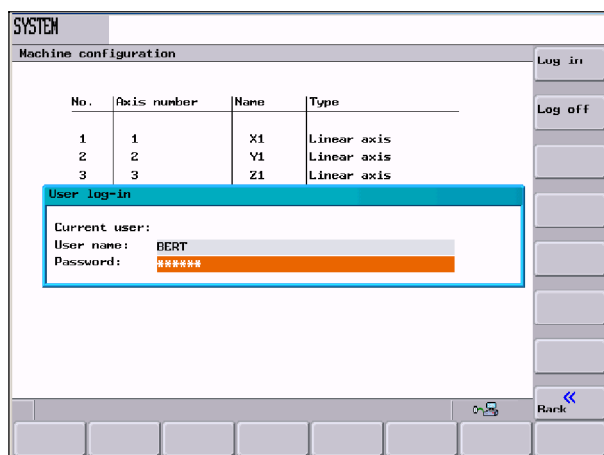 SYSTEM
Machine configuration
Log in
No. Axis number Name Type
Log off
1 1 X1 Linear axis
2 2 Y1 Linear axis
3 3 Z1 Linear axis
User log-in
Current user:
User name: BERT
Password: ******
Back